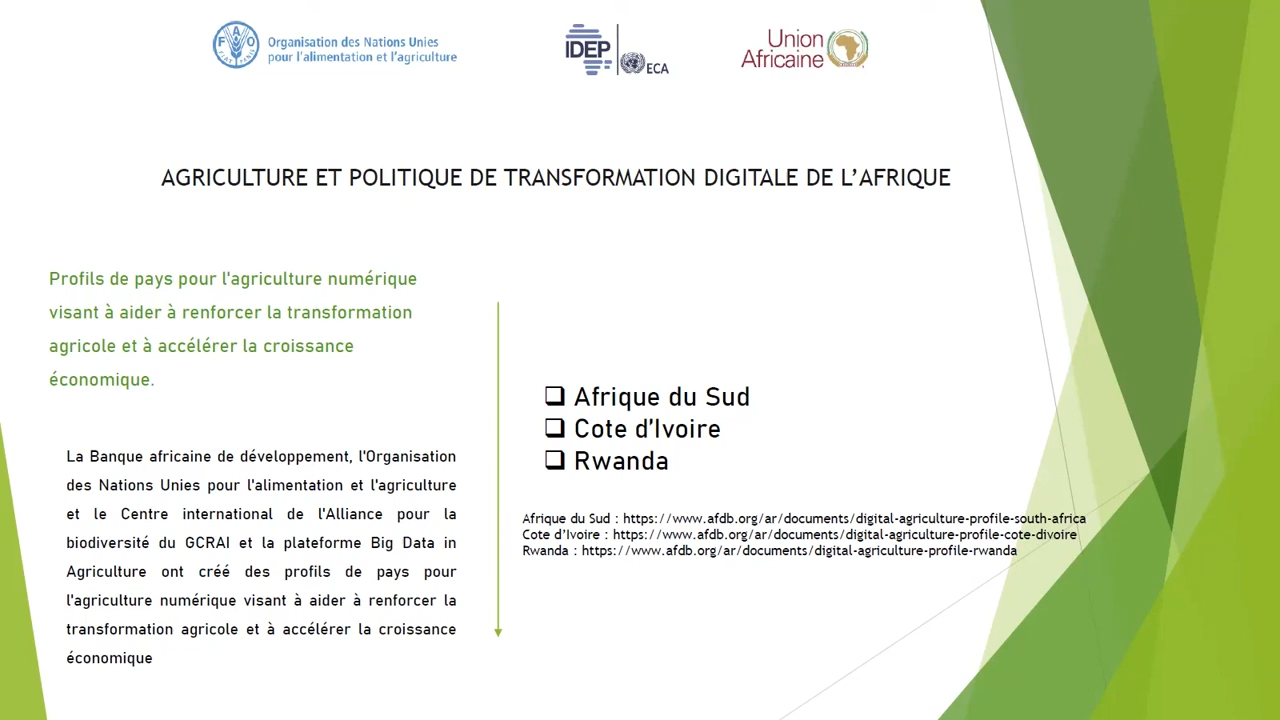 FAO
FIAT PANIS
Organisation des Nations Unies
pour l'alimentation et l'agriculture
IDEP
ECA
Union
Africaine
AGRICULTURE ET POLITIQUE DE TRANSFORMATION DIGITALE DE L’AFRIQUE
Profils de pays pour l'agriculture numérique
visant à aider à renforcer la transformation
agricole et à accélérer la croissance
économique.
La Banque africaine de développement, l'Organisation
des Nations Unies pour l'alimentation et l'agriculture
et le Centre international de l'Alliance pour la
biodiversité du GCRAI et la plateforme Big Data in
Agriculture ont créé des profils de pays pour
l'agriculture numérique visant à aider à renforcer la
transformation agricole et à accélérer la croissance
économique
❑ Afrique du Sud
❑ Cote d’Ivoire
❑ Rwanda
Afrique du Sud : https://www.afdb.org/ar/documents/digital-agriculture-profile-south-africa
Cote d’Ivoire : https://www.afdb.org/ar/documents/digital-agriculture-profile-cote-divoire
Rwanda : https://www.afdb.org/ar/documents/digital-agriculture-profile-rwanda